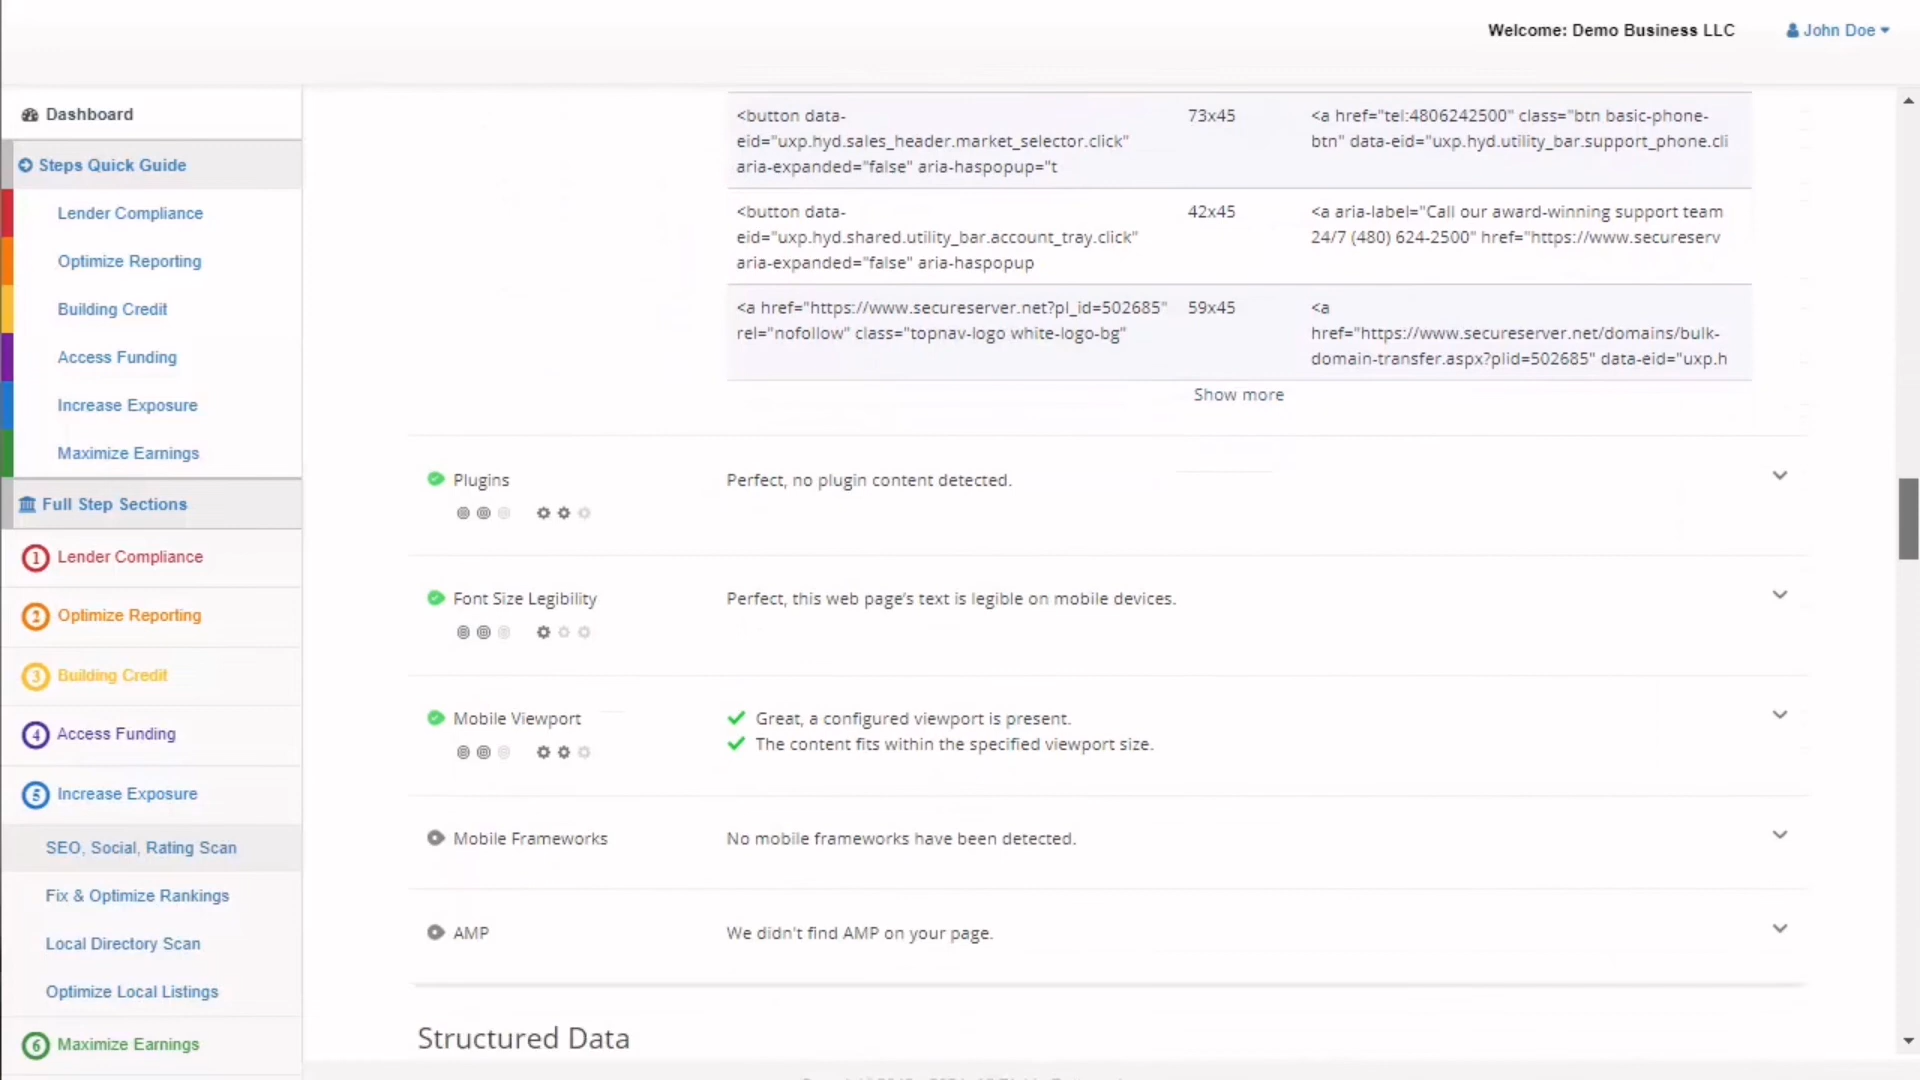 Welcome: Demo Business LLC
John Doe
Dashboard
Steps Quick Guide
Lender Compliance
Optimize Reporting
Building Credit
Access Funding
Increase Exposure
Maximize Earnings
Full Step Sections
1 Lender Compliance
2 Optimize Reporting
3 Building Credit
4 Access Funding
5 Increase Exposure
SEO, Social, Rating Scan
Fix & Optimize Rankings
Local Directory Scan
Optimize Local Listings
6 Maximize Earnings
<button data-
eid="uxp.hyd.sales_header.market_selector.click"
aria-expanded="false" aria-haspopup="t
73x45
<a href="tel:4806242500" class="btn basic-phone-
btn" data-eid="uxp.hyd.utility_bar.support_phone.cli
<button data-
eid="uxp.hyd.shared.utility_bar.account_tray.click"
aria-expanded="false" aria-haspopup
42x45
<a aria-label="Call our award-winning support team
24/7 (480) 624-2500" href="https://www.secureserv
<a href="https://www.secureserver.net?pl_id=502685"
rel="nofollow" class="topnav-logo white-logo-bg"
59x45
<a
href="https://www.secureserver.net/domains/bulk-
domain-transfer.aspx?plid=502685" data-eid="uxp.h
Show more
Plugins
Perfect, no plugin content detected.
Font Size Legibility
Perfect, this web page's text is legible on mobile devices.
Mobile Viewport
Great, a configured viewport is present.
The content fits within the specified viewport size.
Mobile Frameworks
No mobile frameworks have been detected.
AMP
We didn't find AMP on your page.
Structured Data